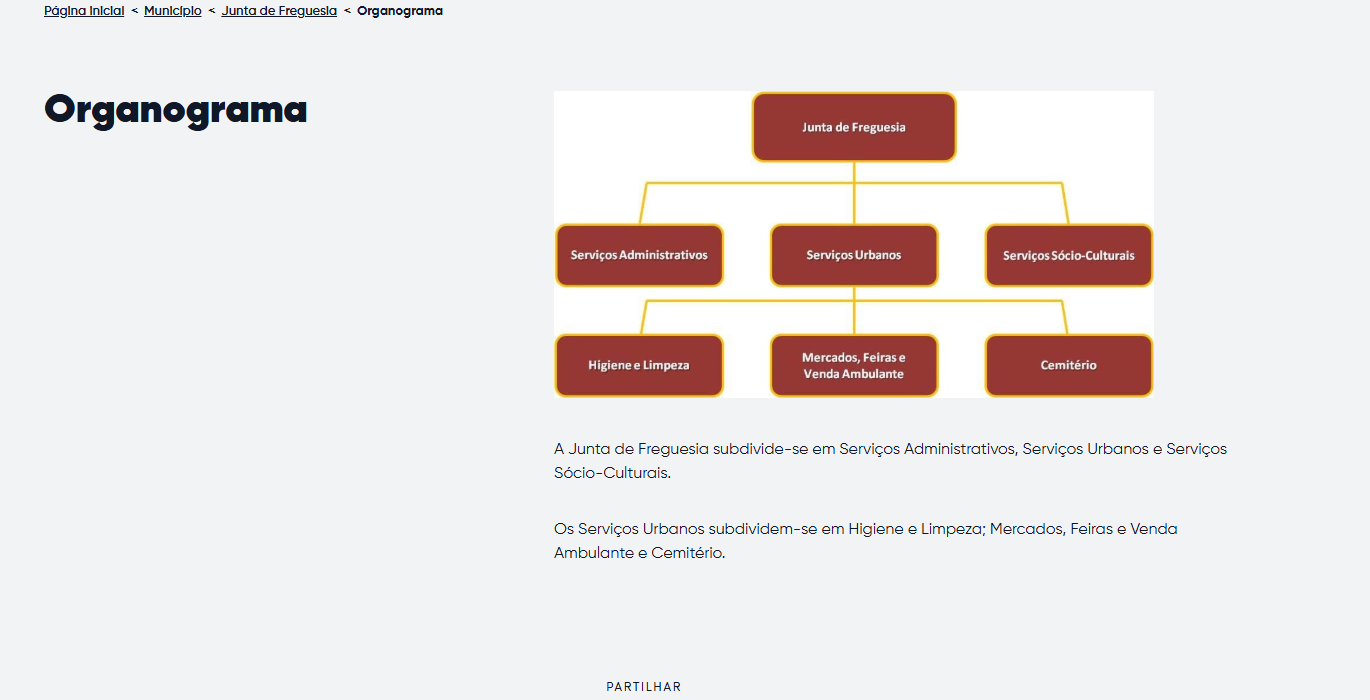 Página Inicial < Município < Junta de Freguesia < Organograma
Organograma
Junta de Freguesia
Serviços Administrativos
Serviços Urbanos
Serviços Sócio-Culturais
Higiene e Limpeza
Mercados, Feiras e
Venda Ambulante
Cemitério
A Junta de Freguesia subdivide-se em Serviços Administrativos, Serviços Urbanos e Serviços
Sócio-Culturais.
Os Serviços Urbanos subdividem-se em Higiene e Limpeza; Mercados, Feiras e Venda
Ambulante e Cemitério.
PARTILHAR